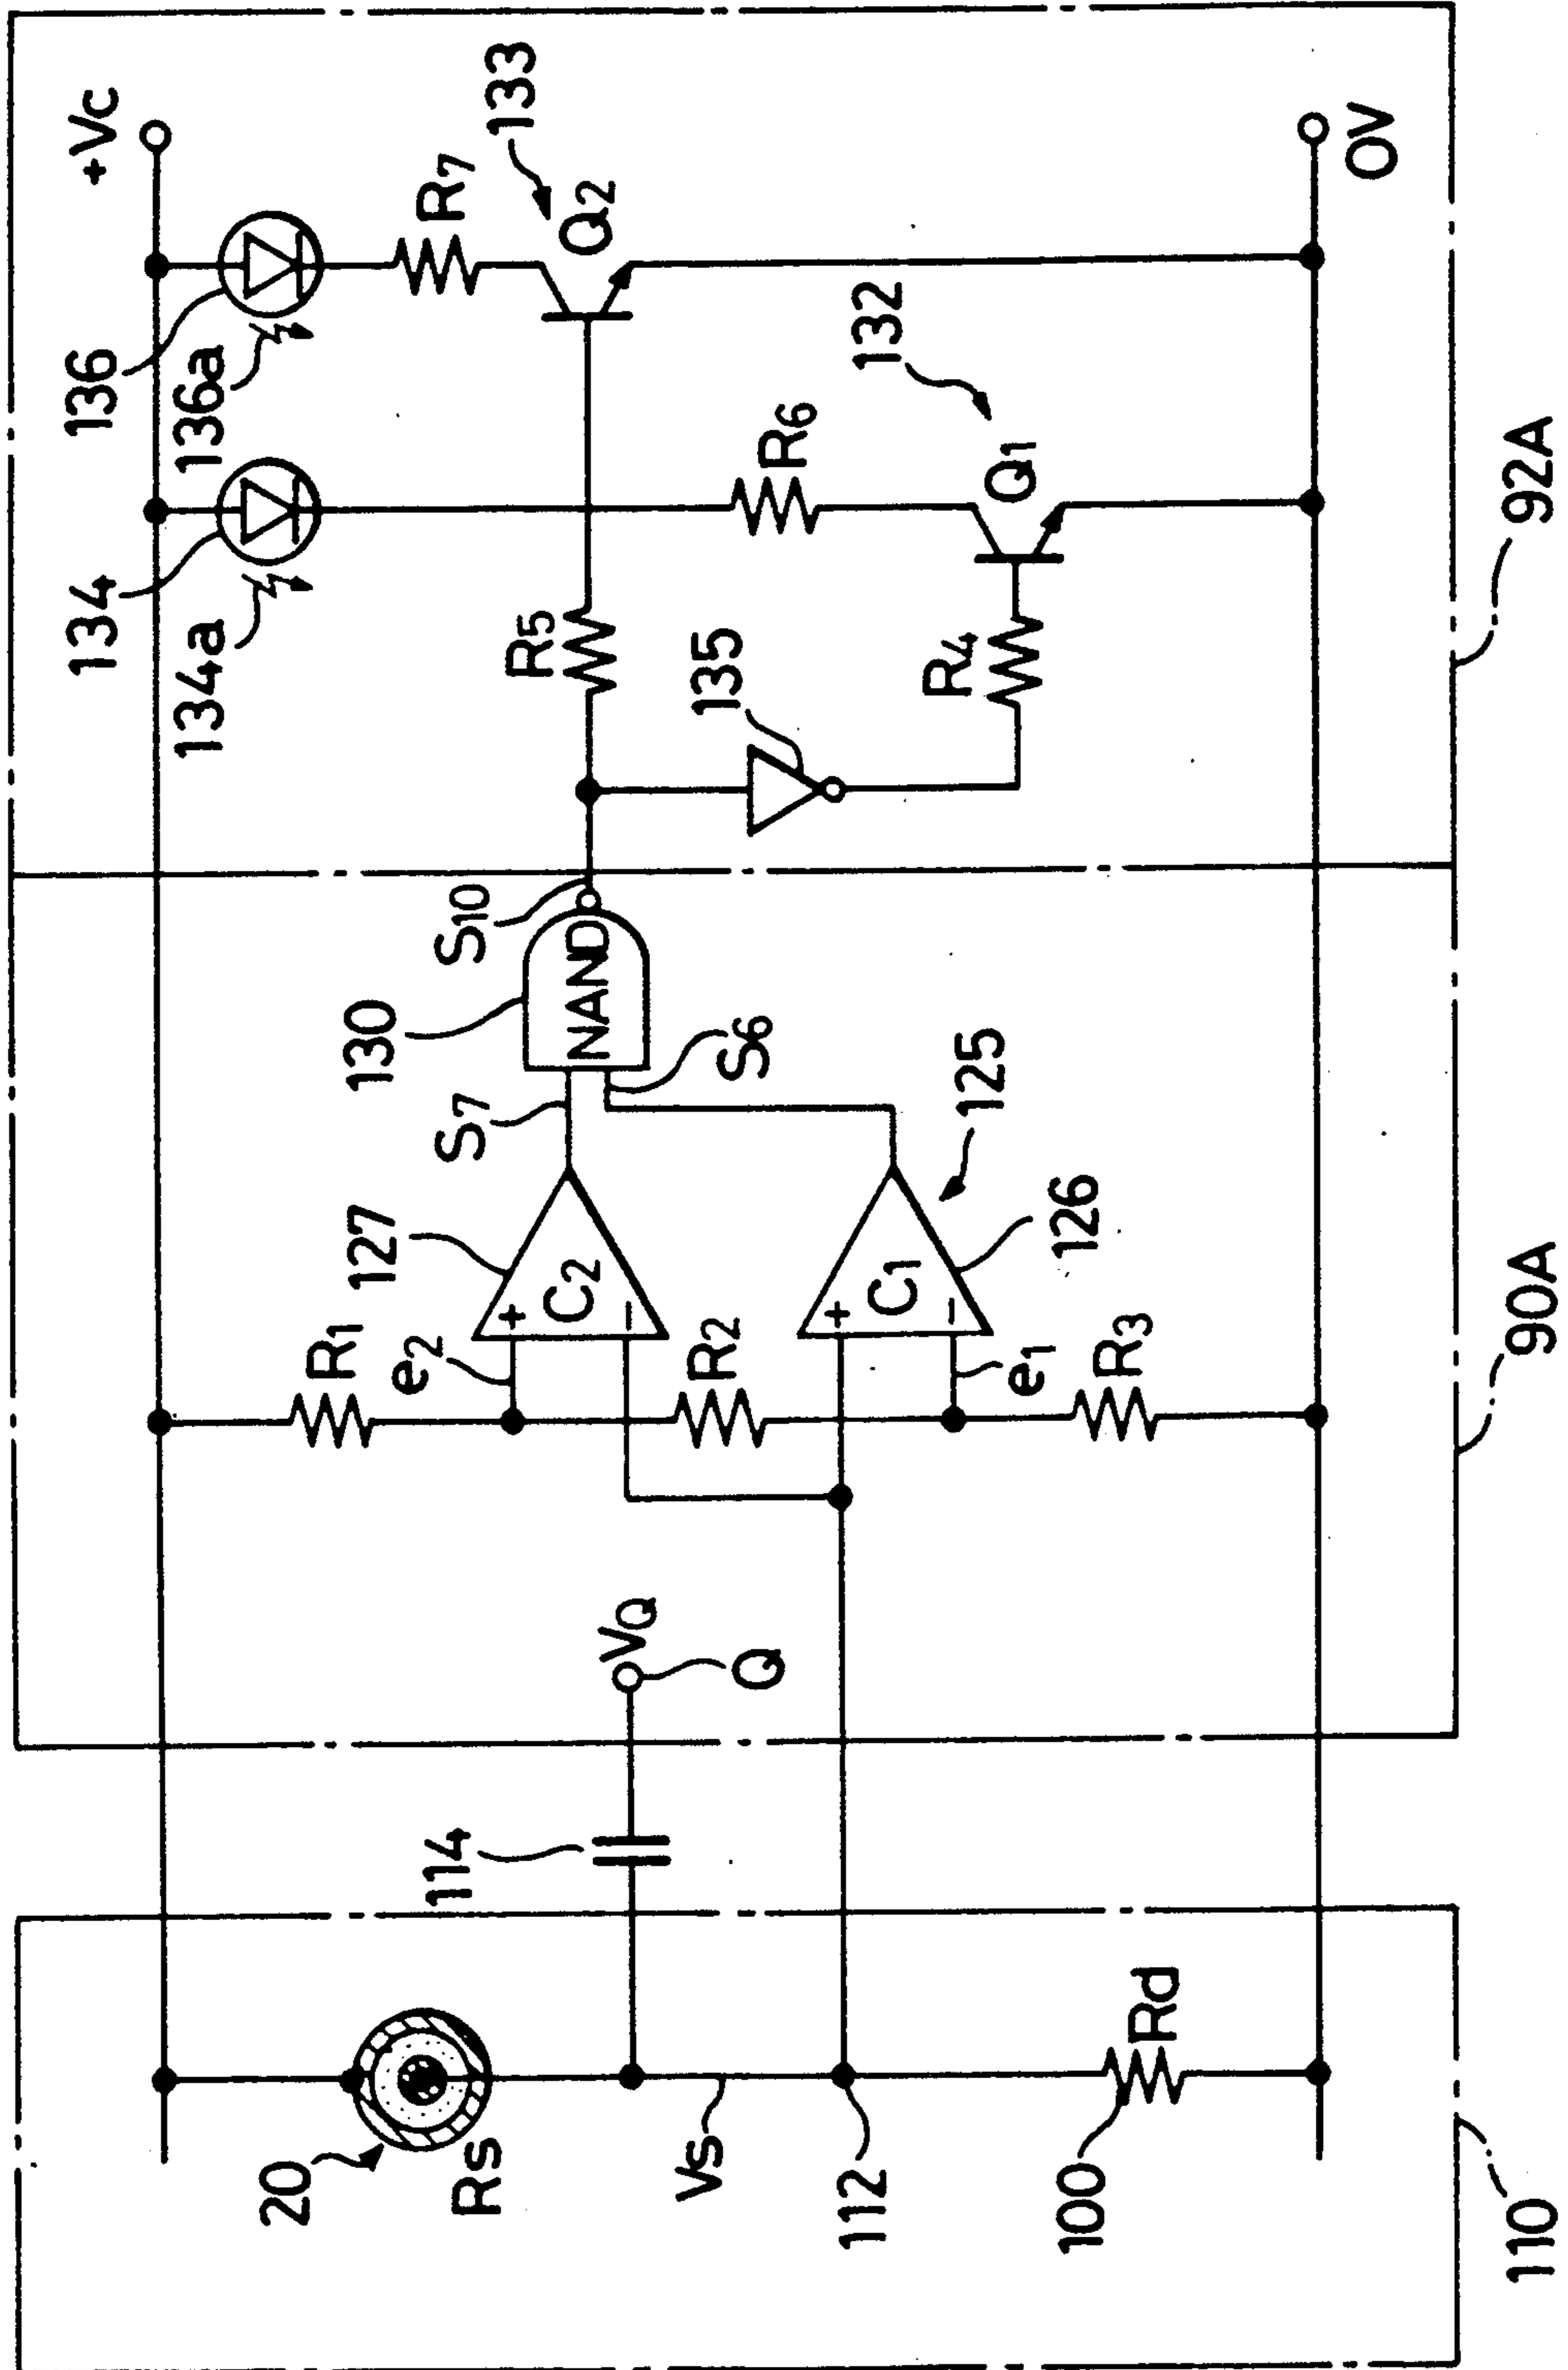 +Vc
136
134
136a
134a
R7
133
Q2
R5
R6
132
135
Q1
R4
0V
92A
S10
130
NAND
S7
S6
127
125
R1
e2
C2
R2
C1
126
e1
R3
90A
VQ
Q
114
20
Rs
Vs
112
Rd
100
110
+
−
+
−